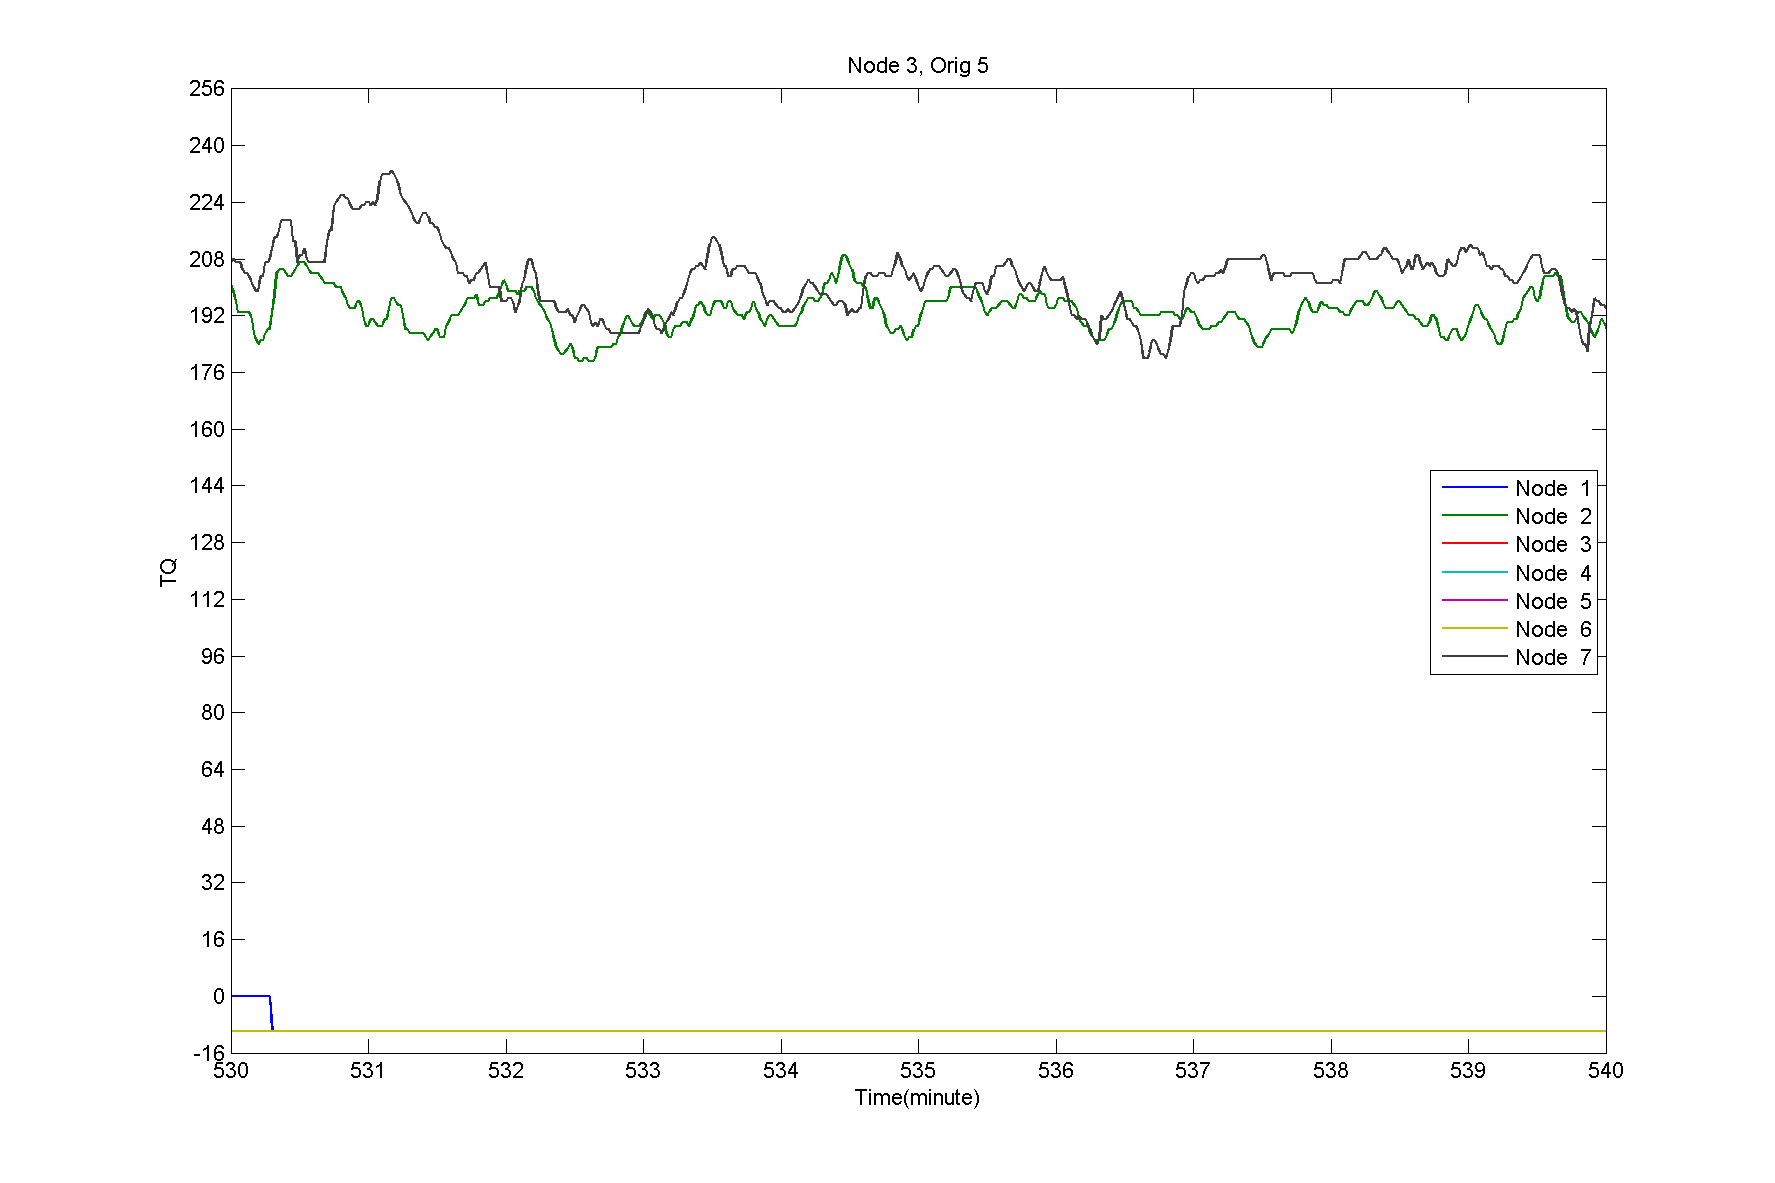 Node 3, Orig 5
256
240
224
208
192
176
160
144
128
112
96
80
64
48
32
16
0
-16
TQ
Node 1
Node 2
Node 3
Node 4
Node 5
Node 6
Node 7
530 531 532 533 534 535 536 537 538 539 540
Time(minute)